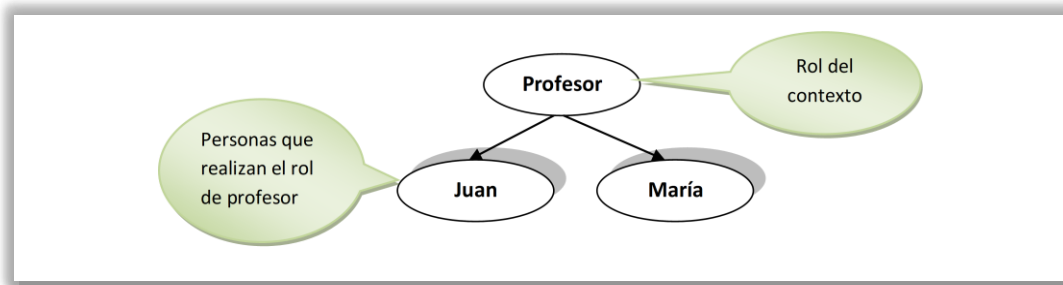 Profesor
Rol del
contexto
Personas que
realizan el rol
de profesor
Juan
María